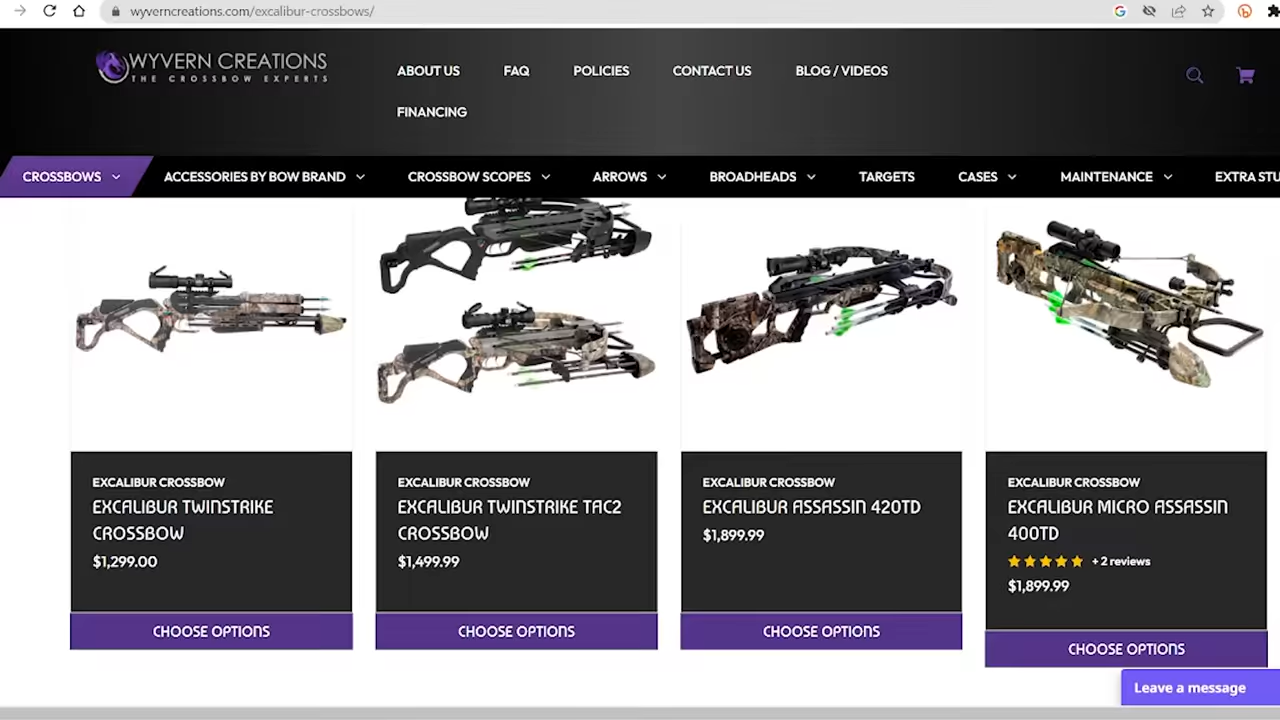 wyverncreations.com/excalibur-crossbows/
WYVERN CREATIONS
THE CROSSBOW EXPERTS
ABOUT US FAQ POLICIES CONTACT US BLOG / VIDEOS
FINANCING
CROSSBOWS ACCESSORIES BY BOW BRAND CROSSBOW SCOPES ARROWS BROADHEADS TARGETS CASES MAINTENANCE EXTRA STU
EXCALIBUR CROSSBOW
EXCALIBUR TWINSTRIKE
CROSSBOW
$1,299.00
CHOOSE OPTIONS
EXCALIBUR CROSSBOW
EXCALIBUR TWINSTRIKE TAC2
CROSSBOW
$1,499.99
CHOOSE OPTIONS
EXCALIBUR CROSSBOW
EXCALIBUR ASSASSIN 420TD
$1,899.99
CHOOSE OPTIONS
EXCALIBUR CROSSBOW
EXCALIBUR MICRO ASSASSIN
400TD
+ 2 reviews
$1,899.99
CHOOSE OPTIONS
Leave a message